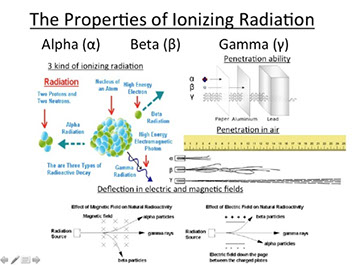 The Properties of Ionizing Radiation
Alpha (α) Beta (β) Gamma (γ)
3 kind of ionizing radiation
Penetration ability
Radiation
Two Protons and
Two Neutrons.
Nucleus of
an Atom
High Energy
Electron
Beta
Radiation
Alpha
Radiation
High Energy
Electromagnetic
Photon
Gamma
Radiation
The are Three Types of
Radioactive Decay
α
β
γ
Paper Aluminium Lead
Penetration in air
α
β
γ
Deflection in electric and magnetic fields
Effect of Magnetic Field on Natural Radioactivity
Magnetic field
alpha particles
Radiation
Source
gamma rays
beta particles
Effect of Electric Field on Natural Radioactivity
beta particles
Radiation
Source
gamma rays
alpha particles
Electric field down the page
between the charged plates